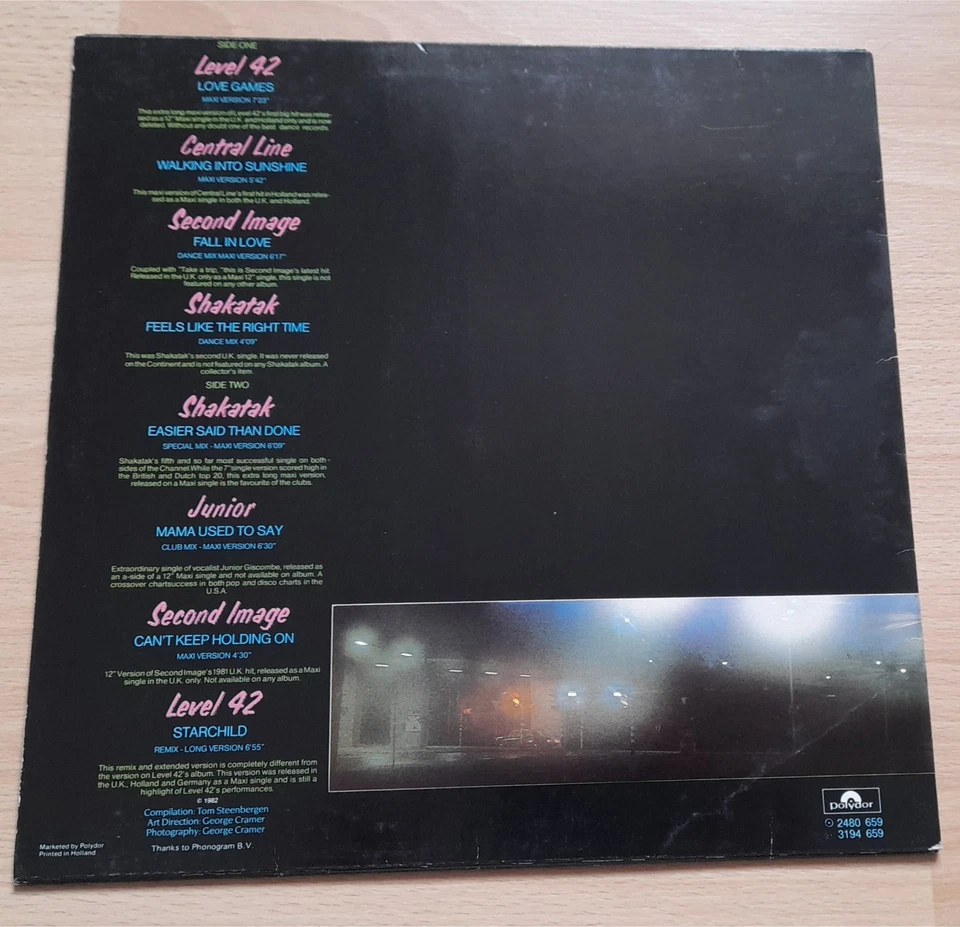 SIDE ONE
Level 42
LOVE GAMES
MAXI VERSION 7'23"
This extra long maxi version of Level 42's first big hit was relea-
sed as a 12" Maxi single in the U.K. and Holland only and is now
deleted. Without any doubt one of the best dance records.
Central Line
WALKING INTO SUNSHINE
MAXI VERSION 5'42"
This maxi version of Central Line's first hit in Holland was relea-
sed as a Maxi single in both the U.K. and Holland.
Second Image
FALL IN LOVE
DANCE MIX MAXI VERSION 6'17"
Coupled with "Take a trip, "this is Second Image's latest hit.
Released in the U.K. only as a Maxi 12" single, this single is not
featured on any other album.
Shakatak
FEELS LIKE THE RIGHT TIME
DANCE MIX 4'09"
This was Shakatak's second U.K. single. It was never released
on the Continent and is not featured on any Shakatak album. A
collector's item.
SIDE TWO
Shakatak
EASIER SAID THAN DONE
SPECIAL MIX - MAXI VERSION 6'09"
Shakatak's fifth and so far most successful single on both -
sides of the Channel. While the 7" single version scored high in
the British and Dutch top 20, this extra long maxi version,
released on a Maxi single is the favourite of the clubs.
Junior
MAMA USED TO SAY
CLUB MIX - MAXI VERSION 6'30"
Extraordinary single of vocalist Junior Giscombe, released as
an a-side of a 12" Maxi single and not available on album. A
crossover chartsuccess in both pop and disco charts in the
U.S.A.
Second Image
CAN'T KEEP HOLDING ON
MAXI VERSION 4'30"
12" Version of Second Image's 1981 U.K. hit, released as a Maxi
single in the U.K. only. Not available on any album.
Level 42
STARCHILD
REMIX - LONG VERSION 6'55"
This remix and extended version is completely different from
the version on Level 42's album. This version was released in
the U.K., Holland and Germany as a Maxi single and is still a
highlight of Level 42's performances.
© 1982
Compilation: Tom Steenbergen
Art Direction: George Cramer
Photography: George Cramer
Thanks to Phonogram B.V.
Marketed by Polydor
Printed in Holland
polydor
2480 659
3194 659